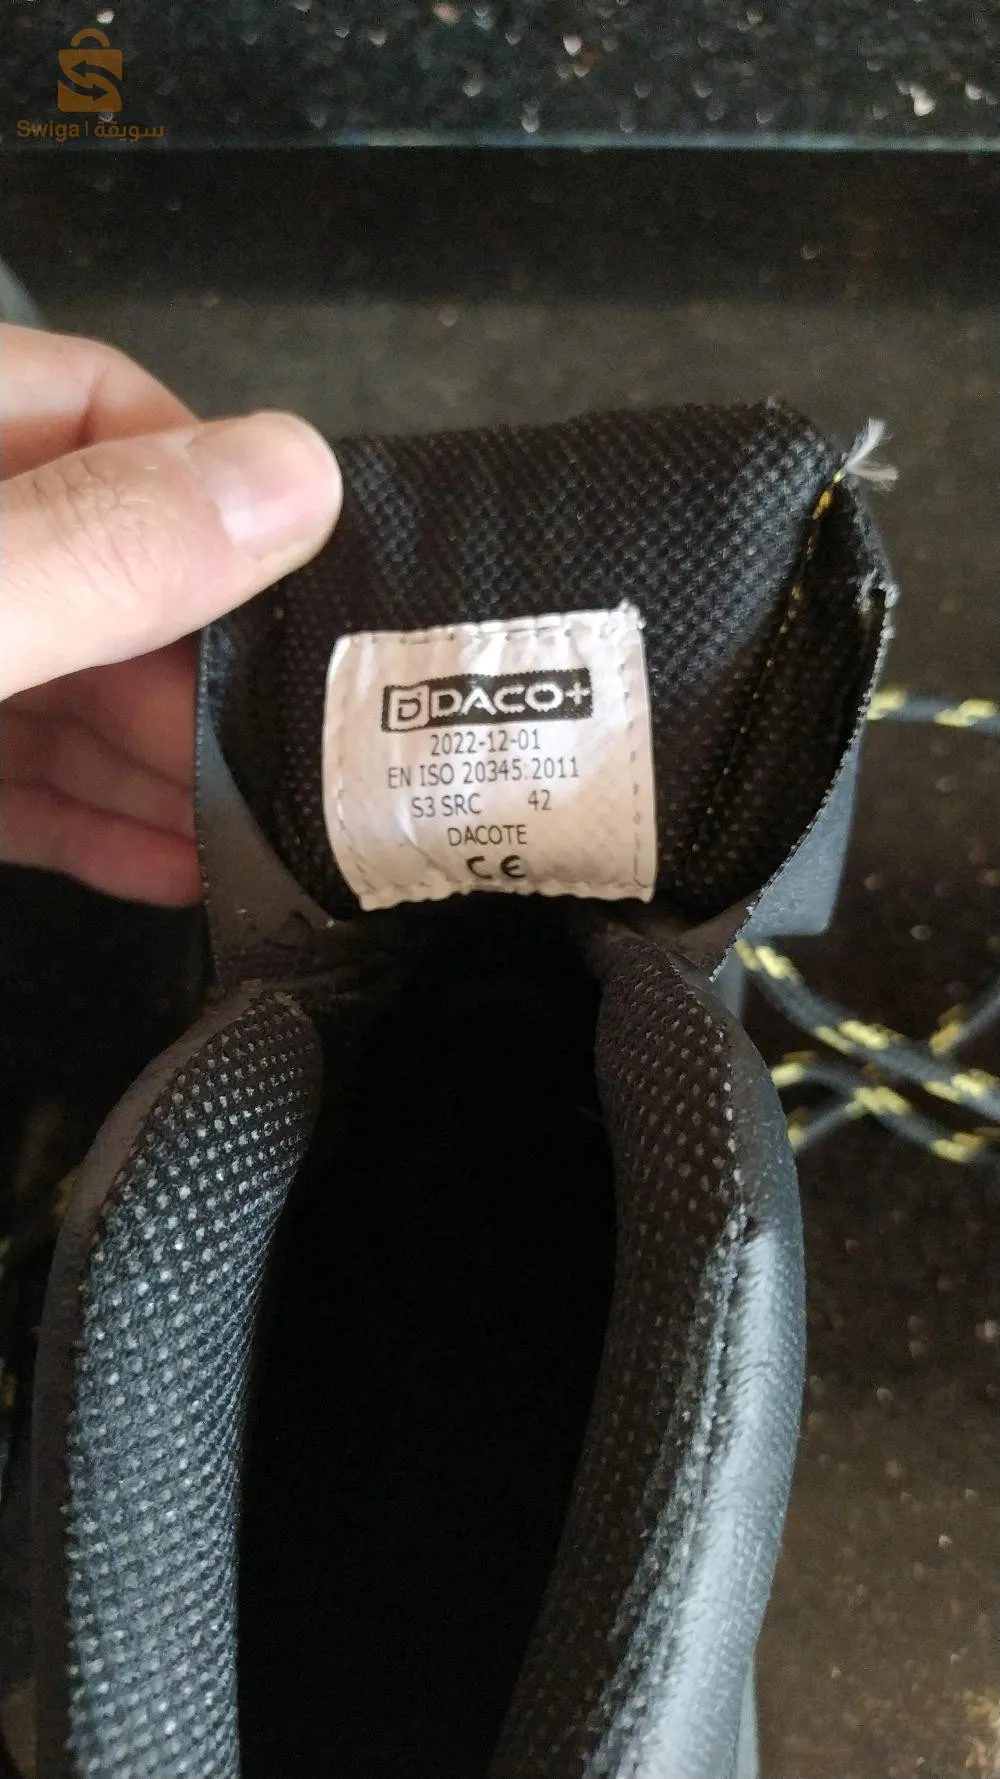 Swiga | سويقة
DACO+
2022-12-01
EN ISO 20345:2011
S3 SRC 42
DACOTE
CE